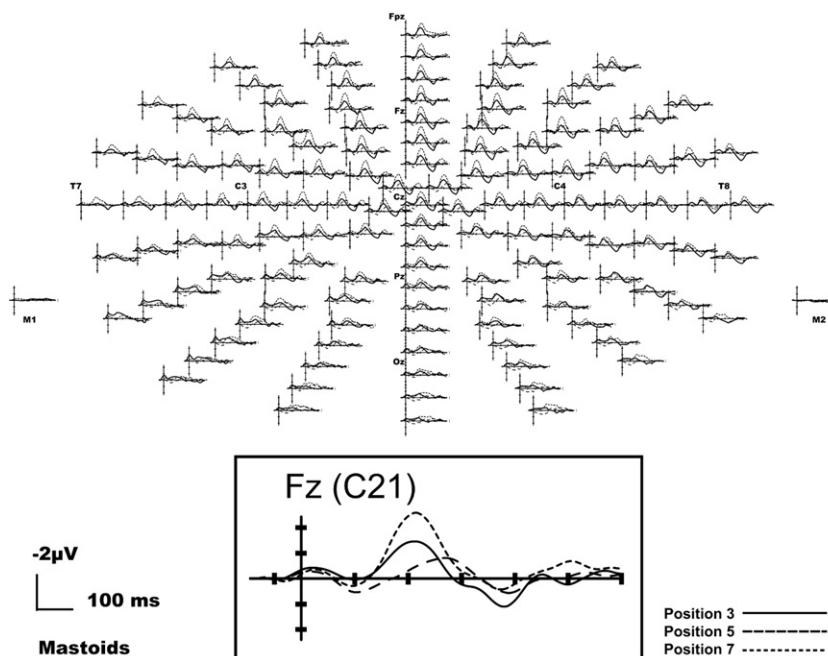 Fpz
Fz
T7
C3
Cz
C4
T8
Pz
M1
M2
Oz
Fz (C21)
-2µV
100 ms
Mastoids
Position 3
Position 5
Position 7